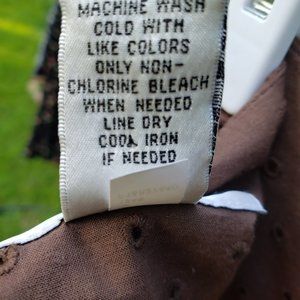 MACHINE WASH
COLD WITH
LIKE COLORS
ONLY NON-
CHLORINE BLEACH
WHEN NEEDED
LINE DRY
COOL IRON
IF NEEDED